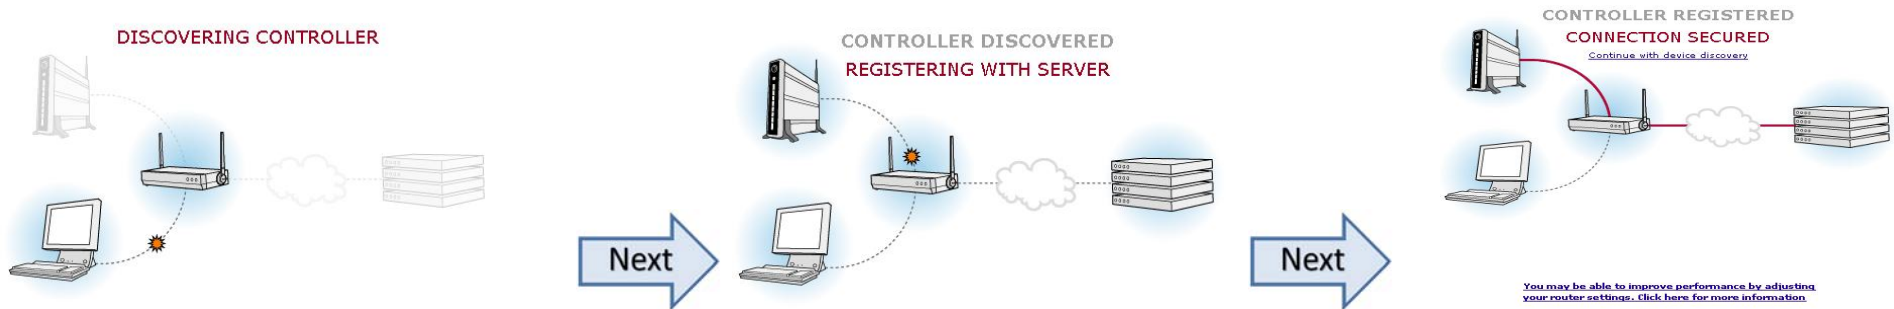 DISCOVERING CONTROLLER
Next
CONTROLLER DISCOVERED
REGISTERING WITH SERVER
Next
CONTROLLER REGISTERED
CONNECTION SECURED
Continue with device discovery
You may be able to improve performance by adjusting
your router settings. Click here for more information